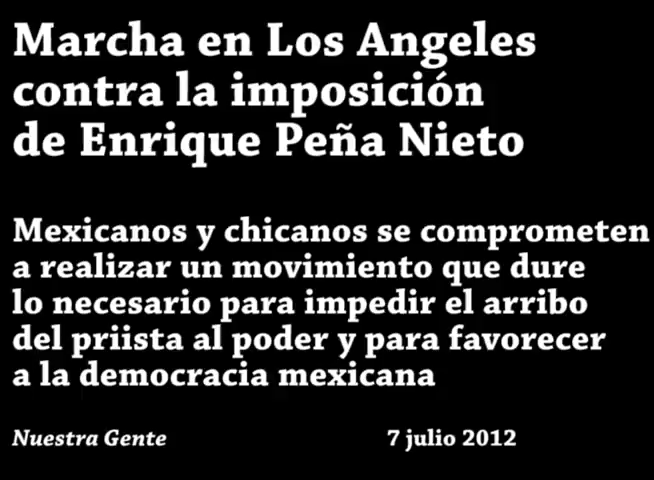 Marcha en Los Angeles
contra la imposición
de Enrique Peña Nieto
Mexicanos y chicanos se comprometen
a realizar un movimiento que dure
lo necesario para impedir el arribo
del priista al poder y para favorecer
a la democracia mexicana
Nuestra Gente 7 julio 2012